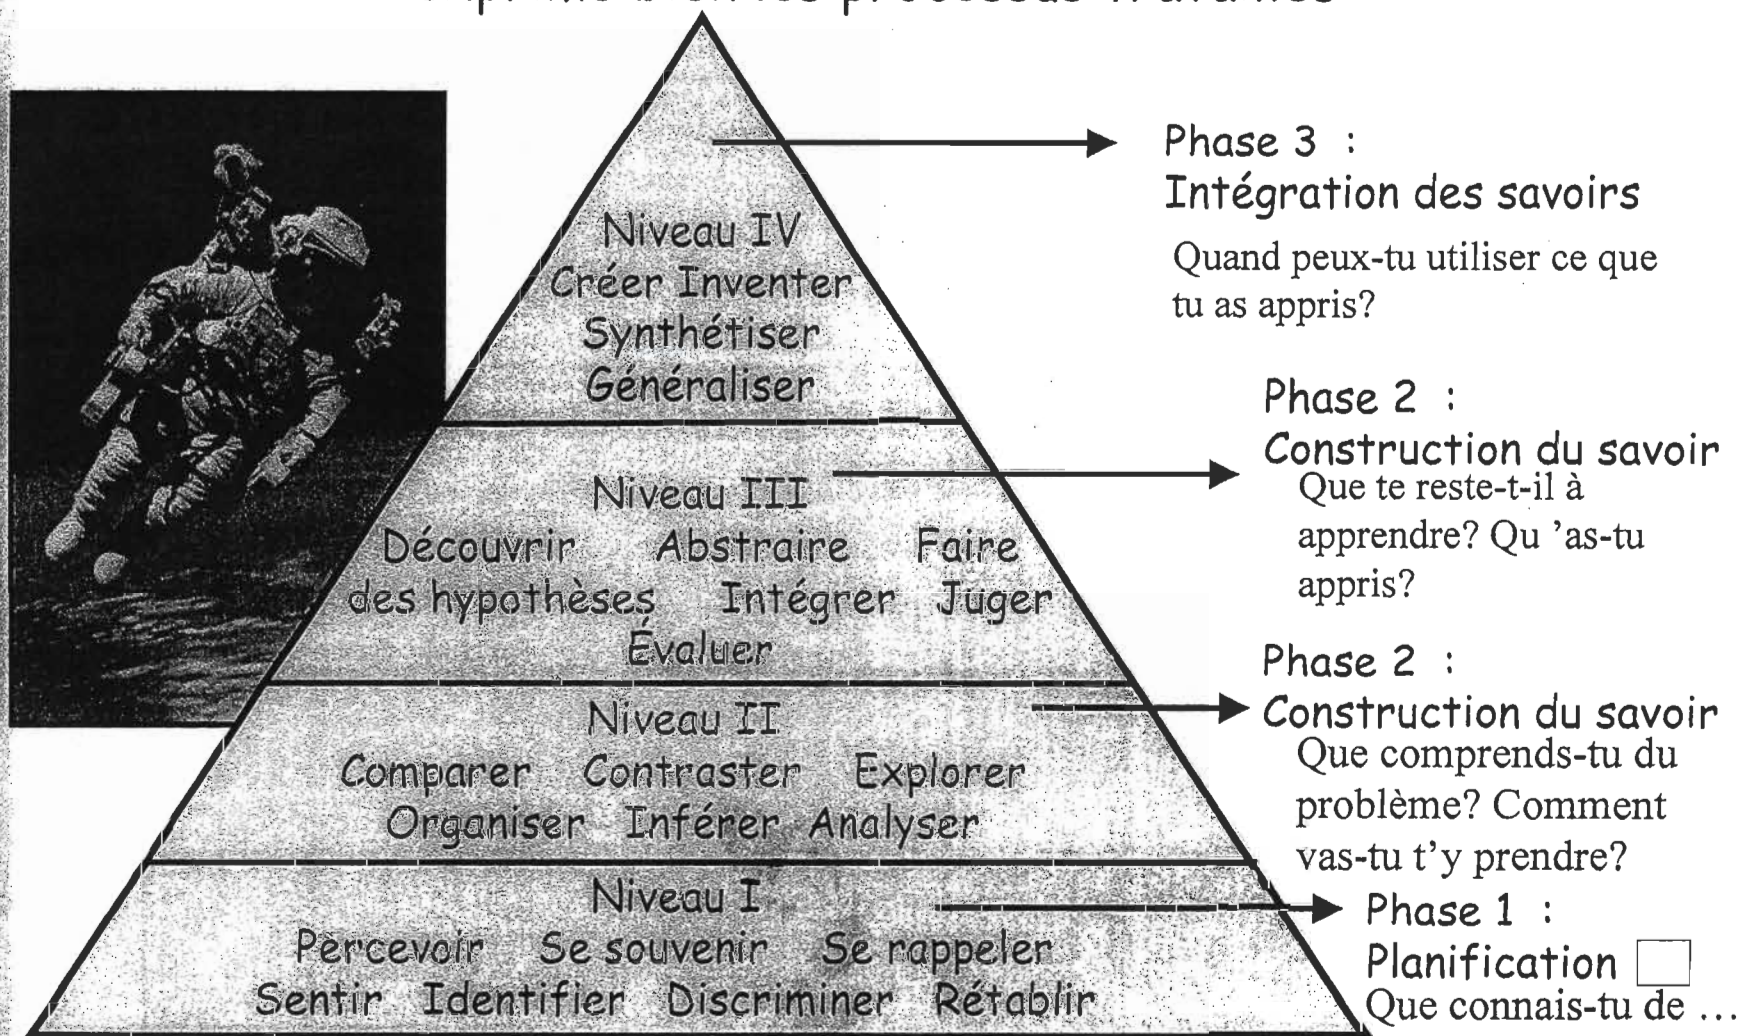 Phase 3 :
Intégration des savoirs
Quand peux-tu utiliser ce que
tu as appris?
Niveau IV
Créer Inventer
Synthétiser
Généraliser
Phase 2 :
Construction du savoir
Que te reste-t-il à
apprendre? Qu 'as-tu
appris?
Niveau III
Découvrir Abstraire Faire
des hypothèses Intégrer Juger
Évaluer
Phase 2 :
Construction du savoir
Que comprends-tu du
problème? Comment
vas-tu t'y prendre?
Niveau II
Comparer Contraster Explorer
Organiser Inférer Analyser
Phase 1 :
Planification
Que connais-tu de ...
Niveau I
Percevoir Se souvenir Se rappeler
Sentir Identifier Discriminer Rétablir